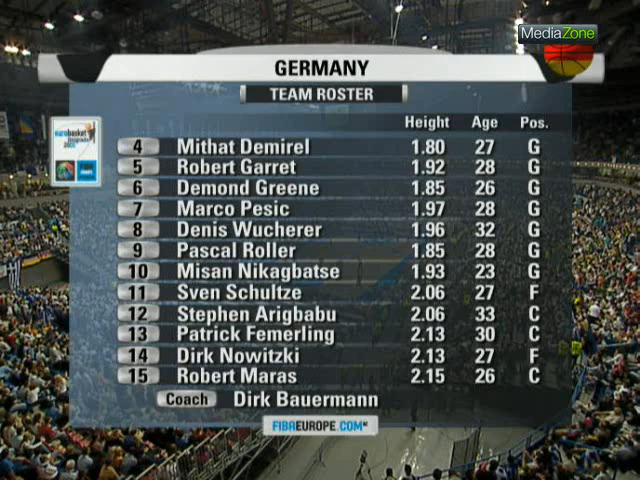 MediaZone
GERMANY
TEAM ROSTER
Height Age Pos.
eurobasket
4 Mithat Demirel 1.80 27 G
5 Robert Garret 1.92 28 G
6 Demond Greene 1.85 26 G
7 Marco Pesic 1.97 28 G
8 Denis Wucherer 1.96 32 G
9 Pascal Roller 1.85 28 G
10 Misan Nikagbatse 1.93 23 G
11 Sven Schultze 2.06 27 F
12 Stephen Arigbabu 2.06 33 C
13 Patrick Femerling 2.13 30 C
14 Dirk Nowitzki 2.13 27 F
15 Robert Maras 2.15 26 C
Coach Dirk Bauermann
FIBAEUROPE.COM